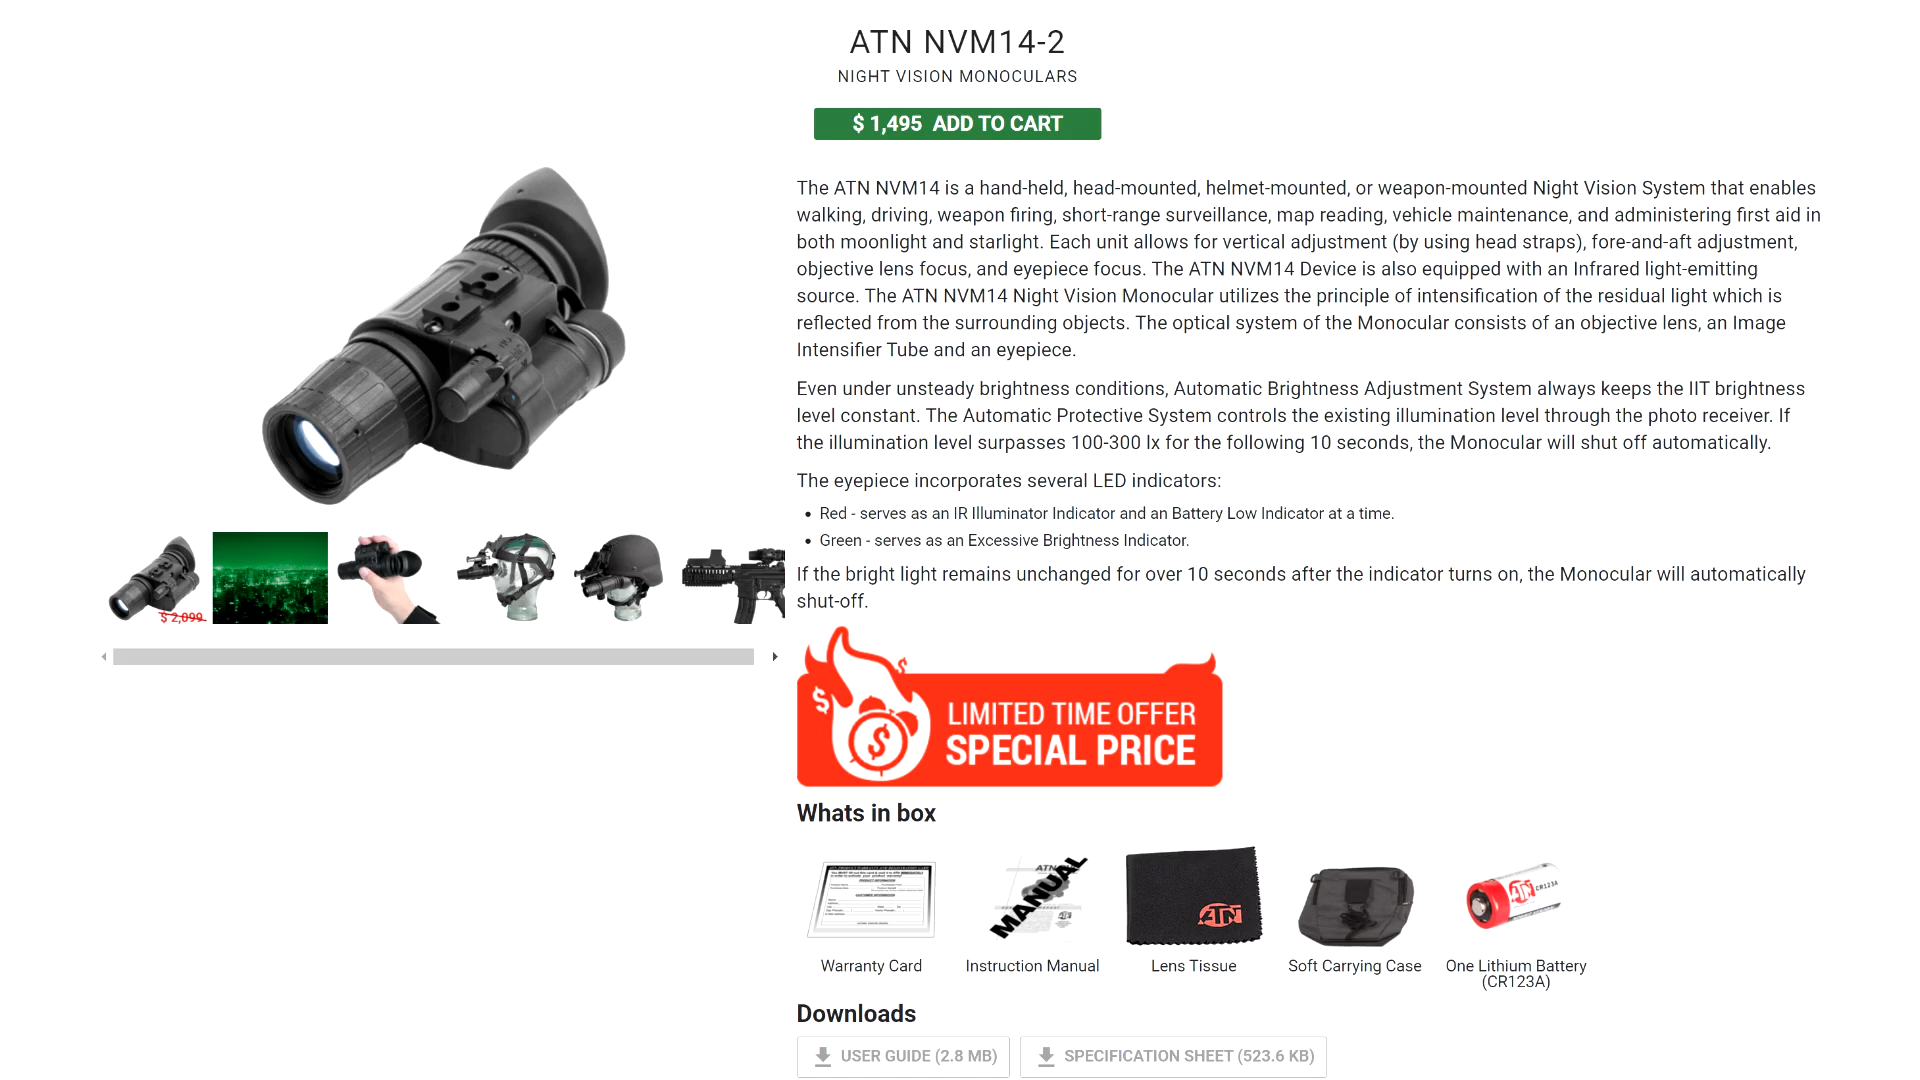 ATN NVM14-2
NIGHT VISION MONOCULARS
$ 1,495 ADD TO CART
The ATN NVM14 is a hand-held, head-mounted, helmet-mounted, or weapon-mounted Night Vision System that enables
walking, driving, weapon firing, short-range surveillance, map reading, vehicle maintenance, and administering first aid in
both moonlight and starlight. Each unit allows for vertical adjustment (by using head straps), fore-and-aft adjustment,
objective lens focus, and eyepiece focus. The ATN NVM14 Device is also equipped with an Infrared light-emitting
source. The ATN NVM14 Night Vision Monocular utilizes the principle of intensification of the residual light which is
reflected from the surrounding objects. The optical system of the Monocular consists of an objective lens, an Image
Intensifier Tube and an eyepiece.
Even under unsteady brightness conditions, Automatic Brightness Adjustment System always keeps the IIT brightness
level constant. The Automatic Protective System controls the existing illumination level through the photo receiver. If
the illumination level surpasses 100-300 lx for the following 10 seconds, the Monocular will shut off automatically.
The eyepiece incorporates several LED indicators:
• Red - serves as an IR Illuminator Indicator and an Battery Low Indicator at a time.
• Green - serves as an Excessive Brightness Indicator.
If the bright light remains unchanged for over 10 seconds after the indicator turns on, the Monocular will automatically
shut-off.
$ 2,099
LIMITED TIME OFFER
SPECIAL PRICE
Whats in box
MANUAL
ATN
ATN
CR123A
Warranty Card
Instruction Manual
Lens Tissue
Soft Carrying Case
One Lithium Battery
(CR123A)
Downloads
USER GUIDE (2.8 MB)
SPECIFICATION SHEET (523.6 KB)